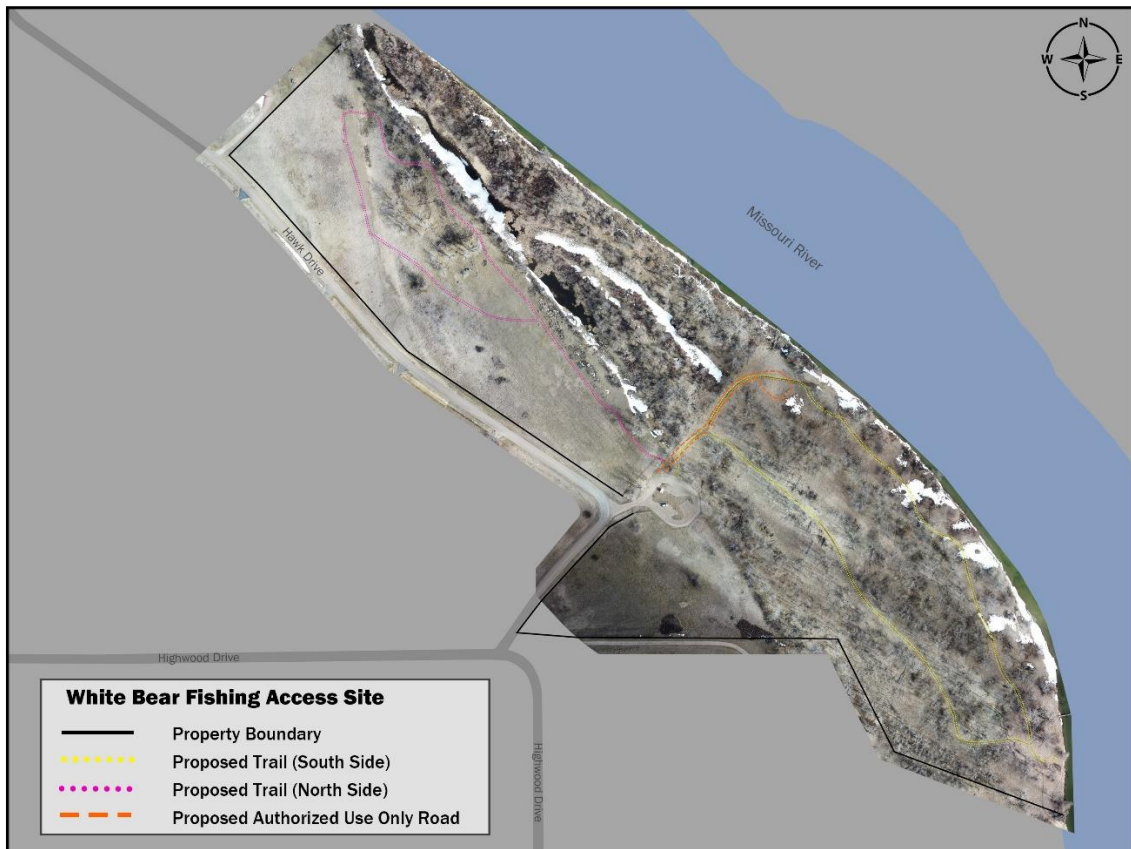 N
W E
S
Missouri River
Hawk Drive
Highwood Drive
Highwood Drive
White Bear Fishing Access Site
Property Boundary
Proposed Trail (South Side)
Proposed Trail (North Side)
Proposed Authorized Use Only Road